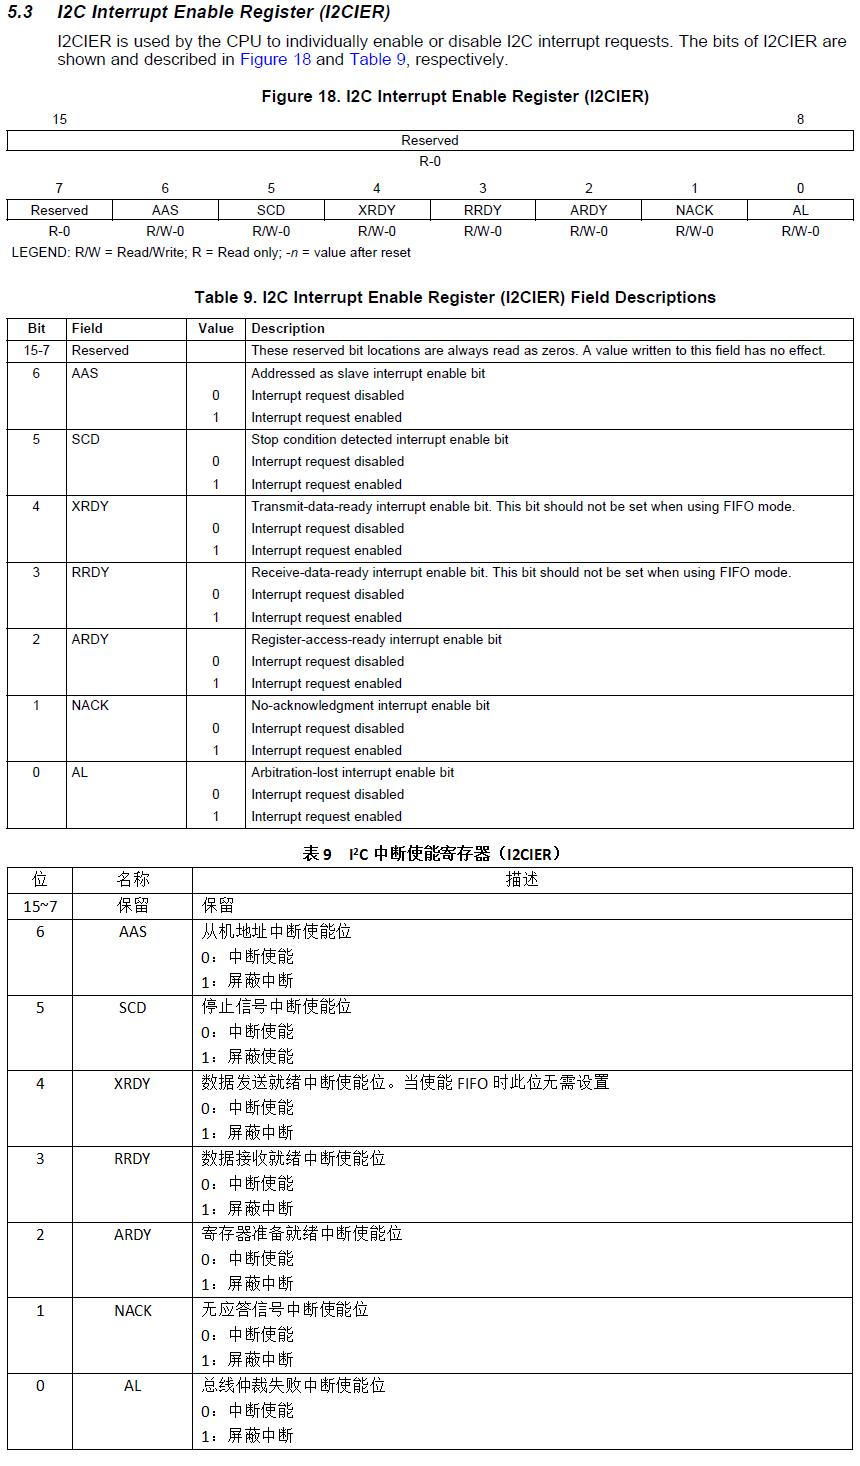 5.3 I2C Interrupt Enable Register (I2CIER)
I2CIER is used by the CPU to individually enable or disable I2C interrupt requests. The bits of I2CIER are
shown and described in Figure 18 and Table 9, respectively.
Figure 18. I2C Interrupt Enable Register (I2CIER)
15 8
Reserved
R-0
7 6 5 4 3 2 1 0
Reserved AAS SCD XRDY RRDY ARDY NACK AL
R-0 R/W-0 R/W-0 R/W-0 R/W-0 R/W-0 R/W-0 R/W-0
LEGEND: R/W = Read/Write; R = Read only; -n = value after reset
Table 9. I2C Interrupt Enable Register (I2CIER) Field Descriptions
Bit Field Value Description
15-7 Reserved These reserved bit locations are always read as zeros. A value written to this field has no effect.
6 AAS Addressed as slave interrupt enable bit
0 Interrupt request disabled
1 Interrupt request enabled
5 SCD Stop condition detected interrupt enable bit
0 Interrupt request disabled
1 Interrupt request enabled
4 XRDY Transmit-data-ready interrupt enable bit. This bit should not be set when using FIFO mode.
0 Interrupt request disabled
1 Interrupt request enabled
3 RRDY Receive-data-ready interrupt enable bit. This bit should not be set when using FIFO mode.
0 Interrupt request disabled
1 Interrupt request enabled
2 ARDY Register-access-ready interrupt enable bit
0 Interrupt request disabled
1 Interrupt request enabled
1 NACK No-acknowledgment interrupt enable bit
0 Interrupt request disabled
1 Interrupt request enabled
0 AL Arbitration-lost interrupt enable bit
0 Interrupt request disabled
1 Interrupt request enabled
表 9 I²C 中断使能寄存器（I2CIER）
位 名称 描述
15~7 保留 保留
6 AAS 从机地址中断使能位
0：中断使能
1：屏蔽中断
5 SCD 停止信号中断使能位
0：中断使能
1：屏蔽使能
4 XRDY 数据发送就绪中断使能位。当使能 FIFO 时此位无需设置
0：中断使能
1：屏蔽中断
3 RRDY 数据接收就绪中断使能位
0：中断使能
1：屏蔽中断
2 ARDY 寄存器准备就绪中断使能位
0：中断使能
1：屏蔽中断
1 NACK 无应答信号中断使能位
0：中断使能
1：屏蔽中断
0 AL 总线仲裁失败中断使能位
0：中断使能
1：屏蔽中断